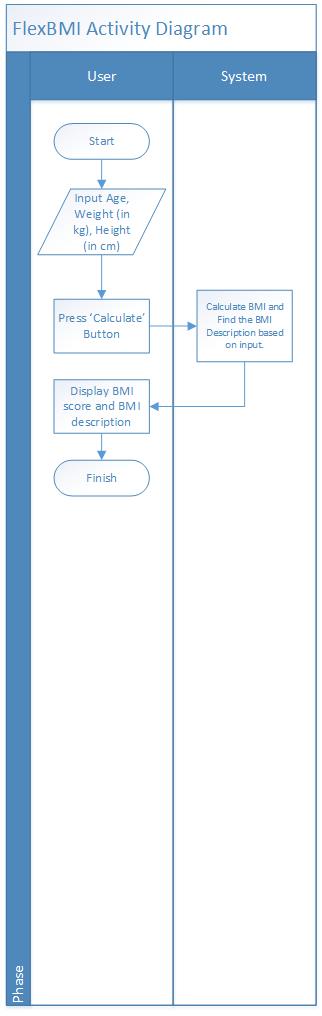 FlexBMI Activity Diagram
User
System
Start
Input Age,
Weight (in
kg), Height
(in cm)
Press ‘Calculate’
Button
Calculate BMI and
Find the BMI
Description based
on input.
Display BMI
score and BMI
description
Finish
Phase